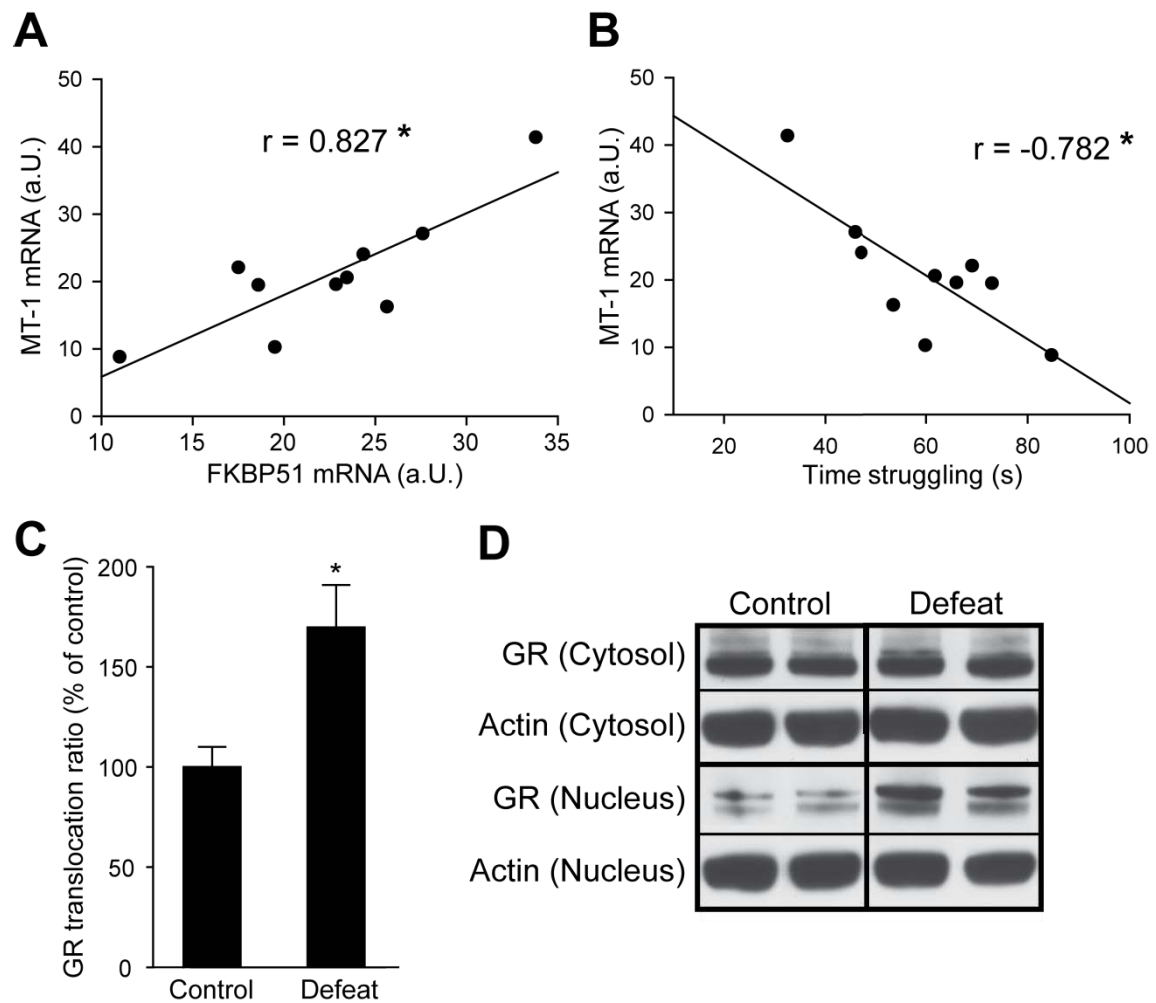 A
50
40
30
20
10
0
MT-1 mRNA (a.U.)
r = 0.827 *
10 15 20 25 30 35
FKBP51 mRNA (a.U.)
B
50
40
30
20
10
0
MT-1 mRNA (a.U.)
r = -0.782 *
20 40 60 80 100
Time struggling (s)
C
200
150
100
50
0
GR translocation ratio (% of control)
*
Control Defeat
D
Control Defeat
GR (Cytosol)
Actin (Cytosol)
GR (Nucleus)
Actin (Nucleus)